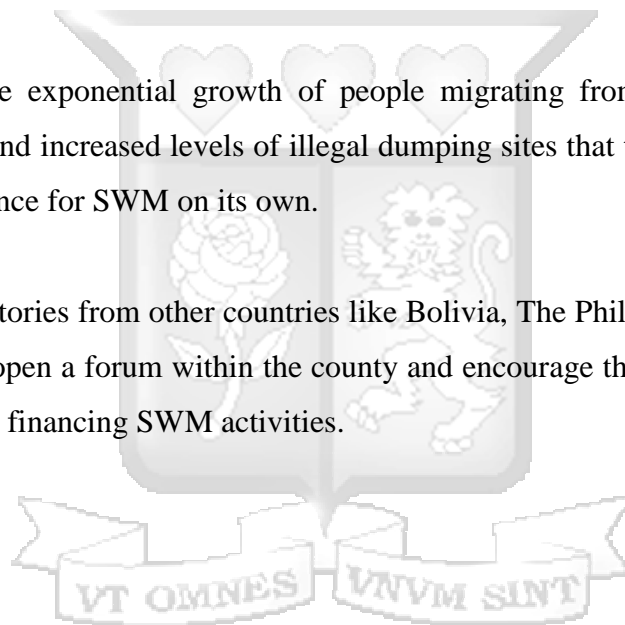 e exponential growth of people migrating from
nd increased levels of illegal dumping sites that
nce for SWM on its own.
tories from other countries like Bolivia, The Phil
open a forum within the county and encourage th
financing SWM activities.
VT OMNES VNVM SINT